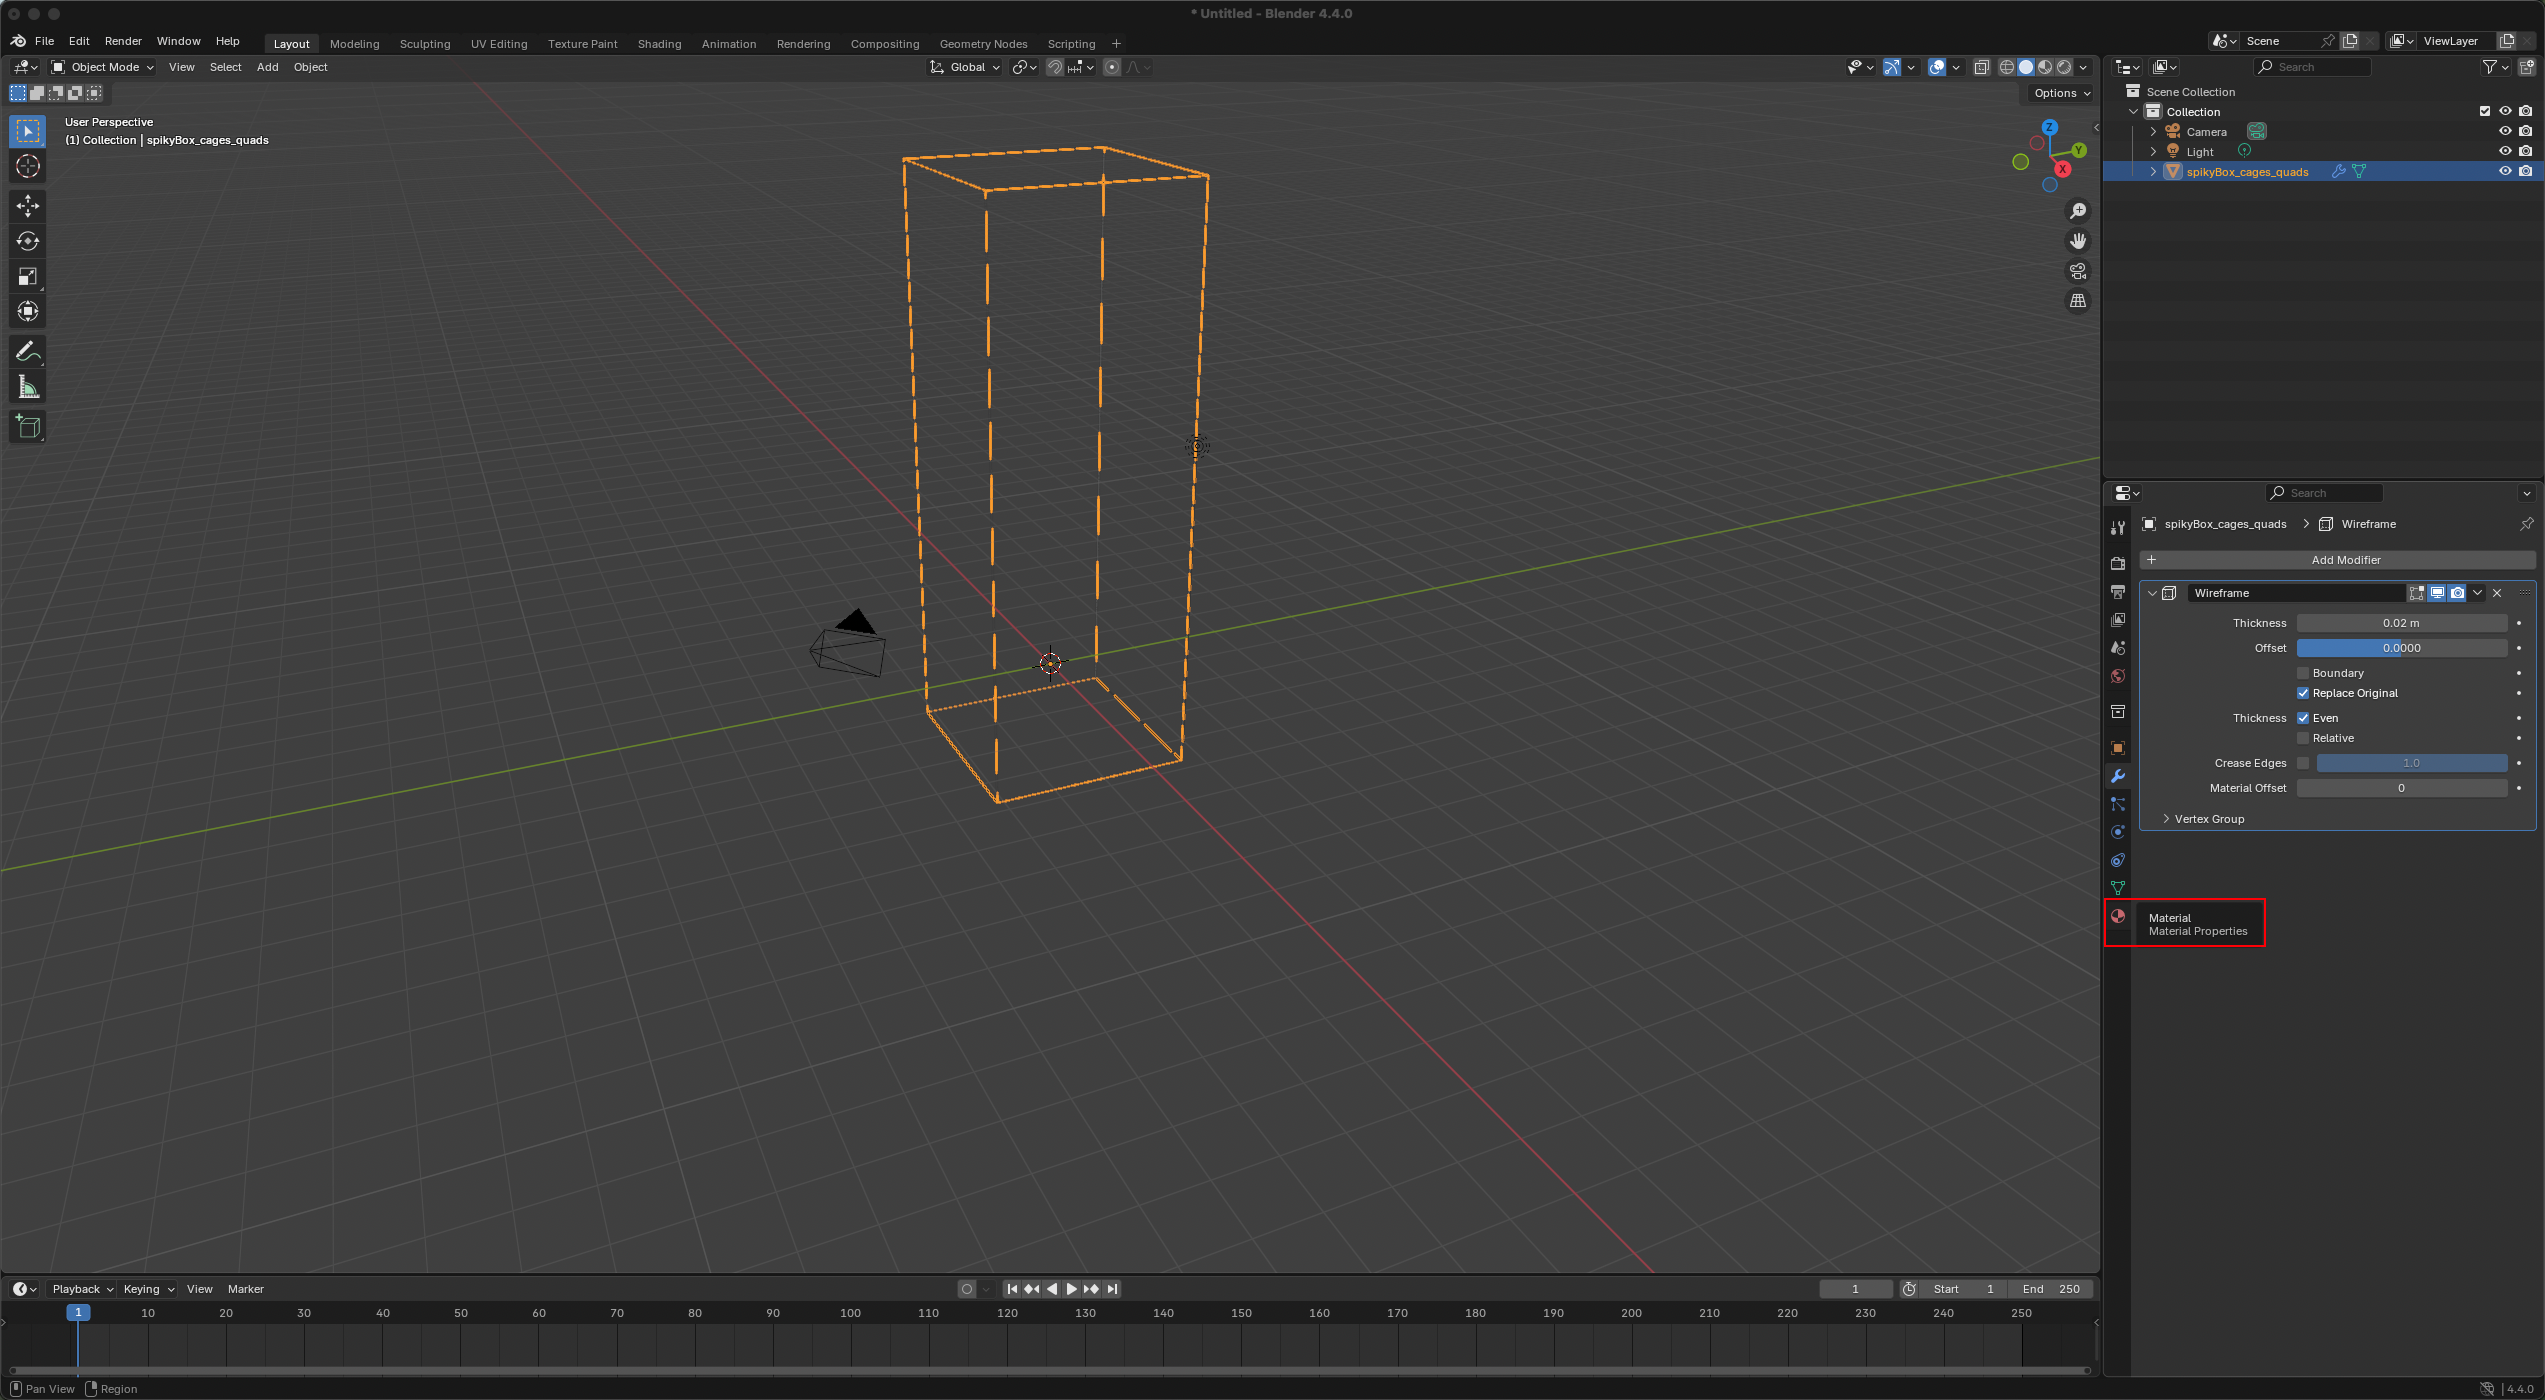 * Untitled - Blender 4.4.0
File Edit Render Window Help
Layout Modeling Sculpting UV Editing Texture Paint Shading Animation Rendering Compositing Geometry Nodes Scripting +
Scene
ViewLayer
Object Mode View Select Add Object
Global
Search
Options
User Perspective
(1) Collection | spikyBox_cages_quads
Z
Y
X
Scene Collection
Collection
Camera
Light
spikyBox_cages_quads
Search
spikyBox_cages_quads > Wireframe
+ Add Modifier
Wireframe
Thickness 0.02 m
Offset 0.0000
Boundary
Replace Original
Thickness Even
Relative
Crease Edges 1.0
Material Offset 0
Vertex Group
Material
Material Properties
Playback Keying View Marker
1 Start 1 End 250
1 10 20 30 40 50 60 70 80 90 100 110 120 130 140 150 160 170 180 190 200 210 220 230 240 250
Pan View Region
4.4.0